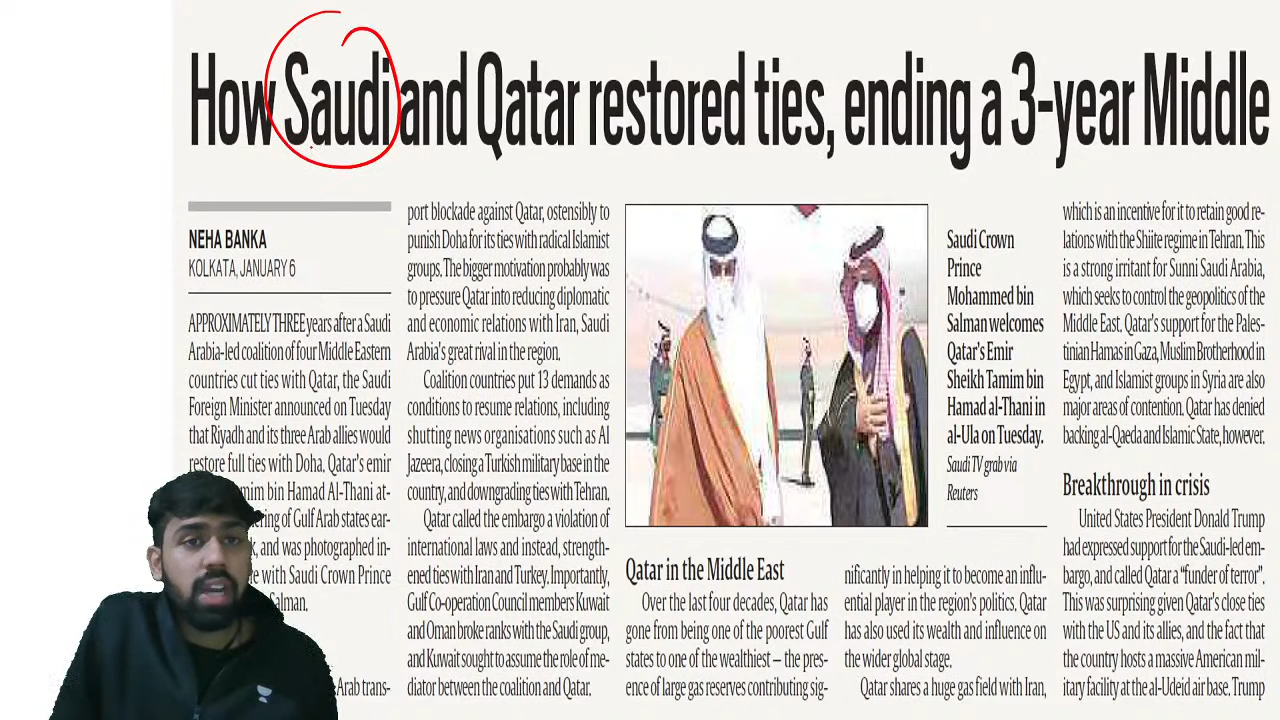 How Saudi and Qatar restored ties, ending a 3-year Middle
NEHA BANKA
KOLKATA, JANUARY 6
APPROXIMATELY THREE years after a Saudi
Arabia-led coalition of four Middle Eastern
countries cut ties with Qatar, the Saudi
Foreign Minister announced on Tuesday
that Riyadh and its three Arab allies would
restore full ties with Doha. Qatar's emir
bin Hamad Al-Thani at-
of Gulf Arab states ear-
and was photographed in-
with Saudi Crown Prince
Salman.
Arab trans-
port blockade against Qatar, ostensibly to
punish Doha for its ties with radical Islamist
groups. The bigger motivation probably was
to pressure Qatar into reducing diplomatic
and economic relations with Iran, Saudi
Arabia's great rival in the region.
Coalition countries put 13 demands as
conditions to resume relations, including
shutting news organisations such as Al
Jazeera, closing a Turkish military base in the
country, and downgrading ties with Tehran.
Qatar called the embargo a violation of
international laws and instead, strength-
ened ties with Iran and Turkey. Importantly,
Gulf Co-operation Council members Kuwait
and Oman broke ranks with the Saudi group,
and Kuwait sought to assume the role of me-
diator between the coalition and Qatar.
Saudi Crown
Prince
Mohammed bin
Salman welcomes
Qatar's Emir
Sheikh Tamim bin
Hamad al-Thani in
al-Ula on Tuesday.
Saudi TV grab via
Reuters
Qatar in the Middle East
Over the last four decades, Qatar has
gone from being one of the poorest Gulf
states to one of the wealthiest — the pres-
ence of large gas reserves contributing sig-
nificantly in helping it to become an influ-
ential player in the region's politics. Qatar
has also used its wealth and influence on
the wider global stage.
Qatar shares a huge gas field with Iran,
which is an incentive for it to retain good re-
lations with the Shiite regime in Tehran. This
is a strong irritant for Sunni Saudi Arabia,
which seeks to control the geopolitics of the
Middle East. Qatar's support for the Pales-
tinian Hamas in Gaza, Muslim Brotherhood in
Egypt, and Islamist groups in Syria are also
major areas of contention. Qatar has denied
backing al-Qaeda and Islamic State, however.
Breakthrough in crisis
United States President Donald Trump
had expressed support for the Saudi-led em-
bargo, and called Qatar a “funder of terror”.
This was surprising given Qatar's close ties
with the US and its allies, and the fact that
the country hosts a massive American mil-
itary facility at the al-Udeid air base. Trump